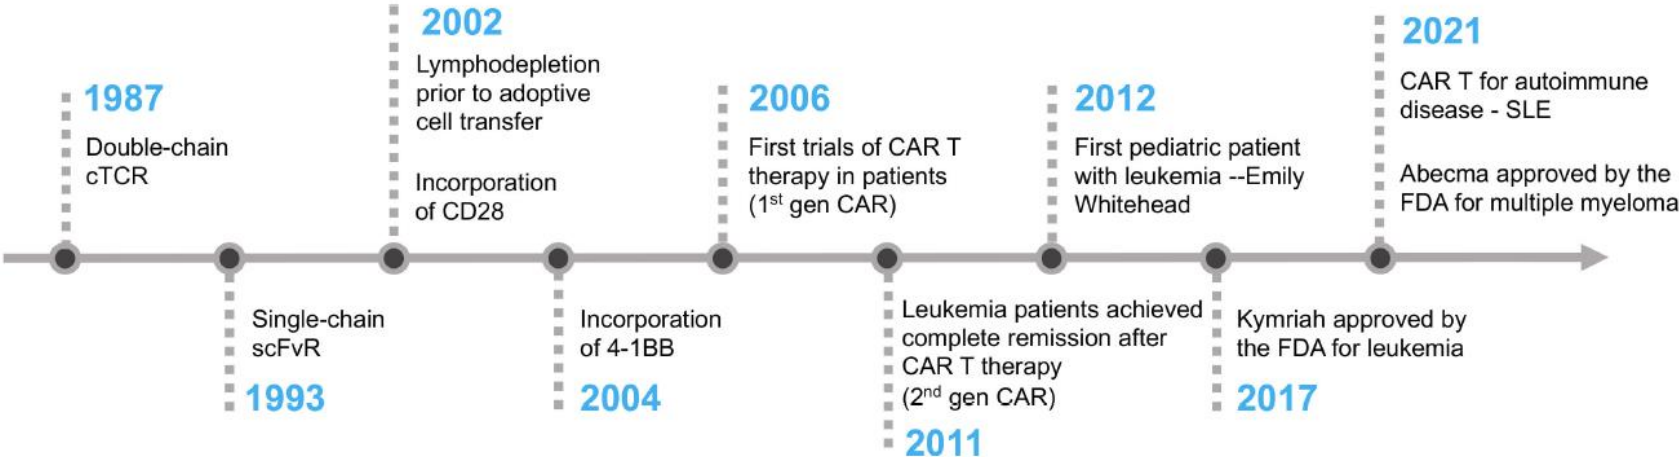 1987
Double-chain
cTCR
Single-chain
scFvR
1993
2002
Lymphodepletion
prior to adoptive
cell transfer
Incorporation
of CD28
Incorporation
of 4-1BB
2004
2006
First trials of CAR T
therapy in patients
(1st gen CAR)
Leukemia patients achieved
complete remission after
CAR T therapy
(2nd gen CAR)
2011
2012
First pediatric patient
with leukemia --Emily
Whitehead
Kymriah approved by
the FDA for leukemia
2017
2021
CAR T for autoimmune
disease - SLE
Abecma approved by the
FDA for multiple myeloma